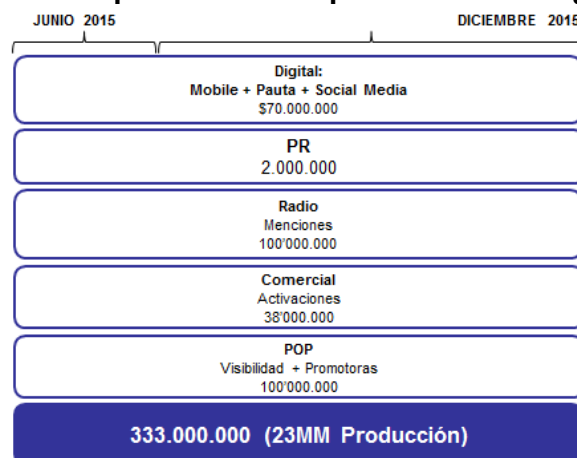 JUNIO 2015
DICIEMBRE 2015
Digital:
Mobile + Pauta + Social Media
$70.000.000
PR
2.000.000
Radio
Menciones
100'000.000
Comercial
Activaciones
38'000.000
POP
Visibilidad + Promotoras
100'000.000
333.000.000 (23MM Producción)